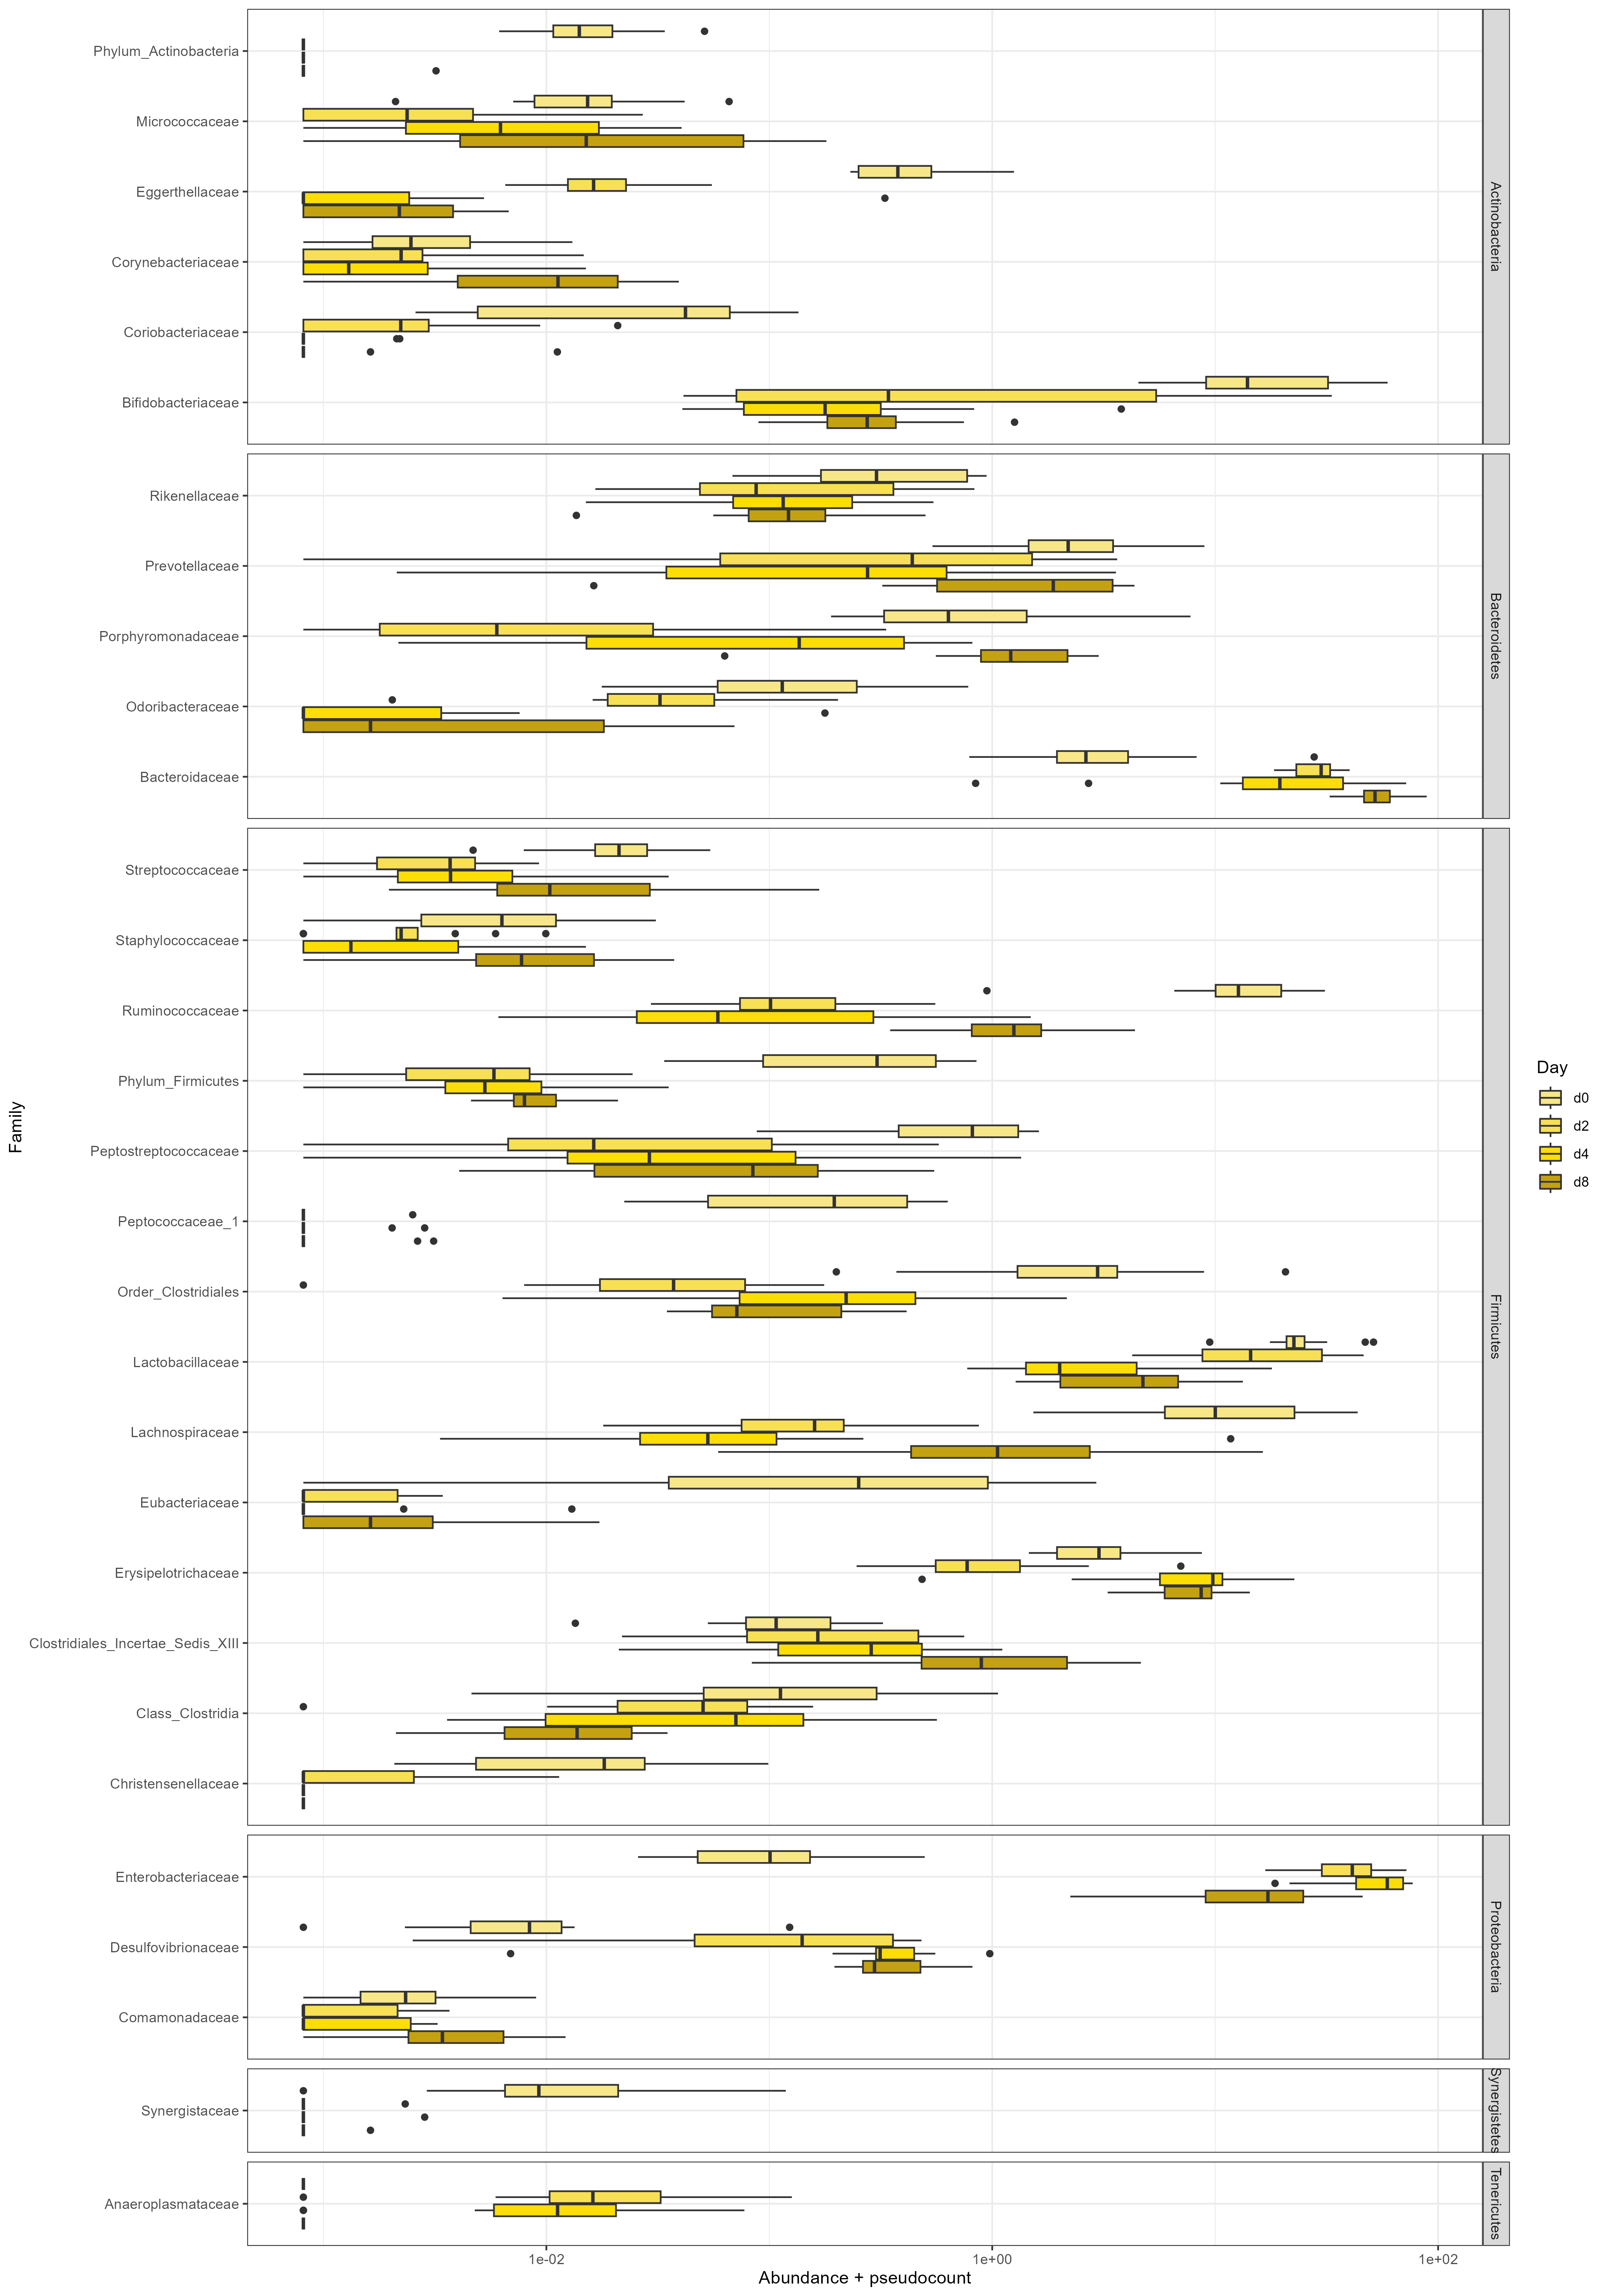 Phylum_Actinobacteria
Micrococcaceae
Eggerthellaceae
Corynebacteriaceae
Coriobacteriaceae
Bifidobacteriaceae
Actinobacteria
Rikenellaceae
Prevotellaceae
Porphyromonadaceae
Odoribacteraceae
Bacteroidaceae
Bacteroidetes
Streptococcaceae
Staphylococcaceae
Ruminococcaceae
Phylum_Firmicutes
Peptostreptococcaceae
Peptococcaceae_1
Order_Clostridiales
Lactobacillaceae
Lachnospiraceae
Eubacteriaceae
Erysipelotrichaceae
Clostridiales_Incertae_Sedis_XIII
Class_Clostridia
Christensenellaceae
Firmicutes
Enterobacteriaceae
Desulfovibrionaceae
Comamonadaceae
Proteobacteria
Synergistaceae
Synergistetes
Anaeroplasmataceae
Tenericutes
Family
1e-02
1e+00
1e+02
Abundance + pseudocount
Day
d0
d2
d4
d8